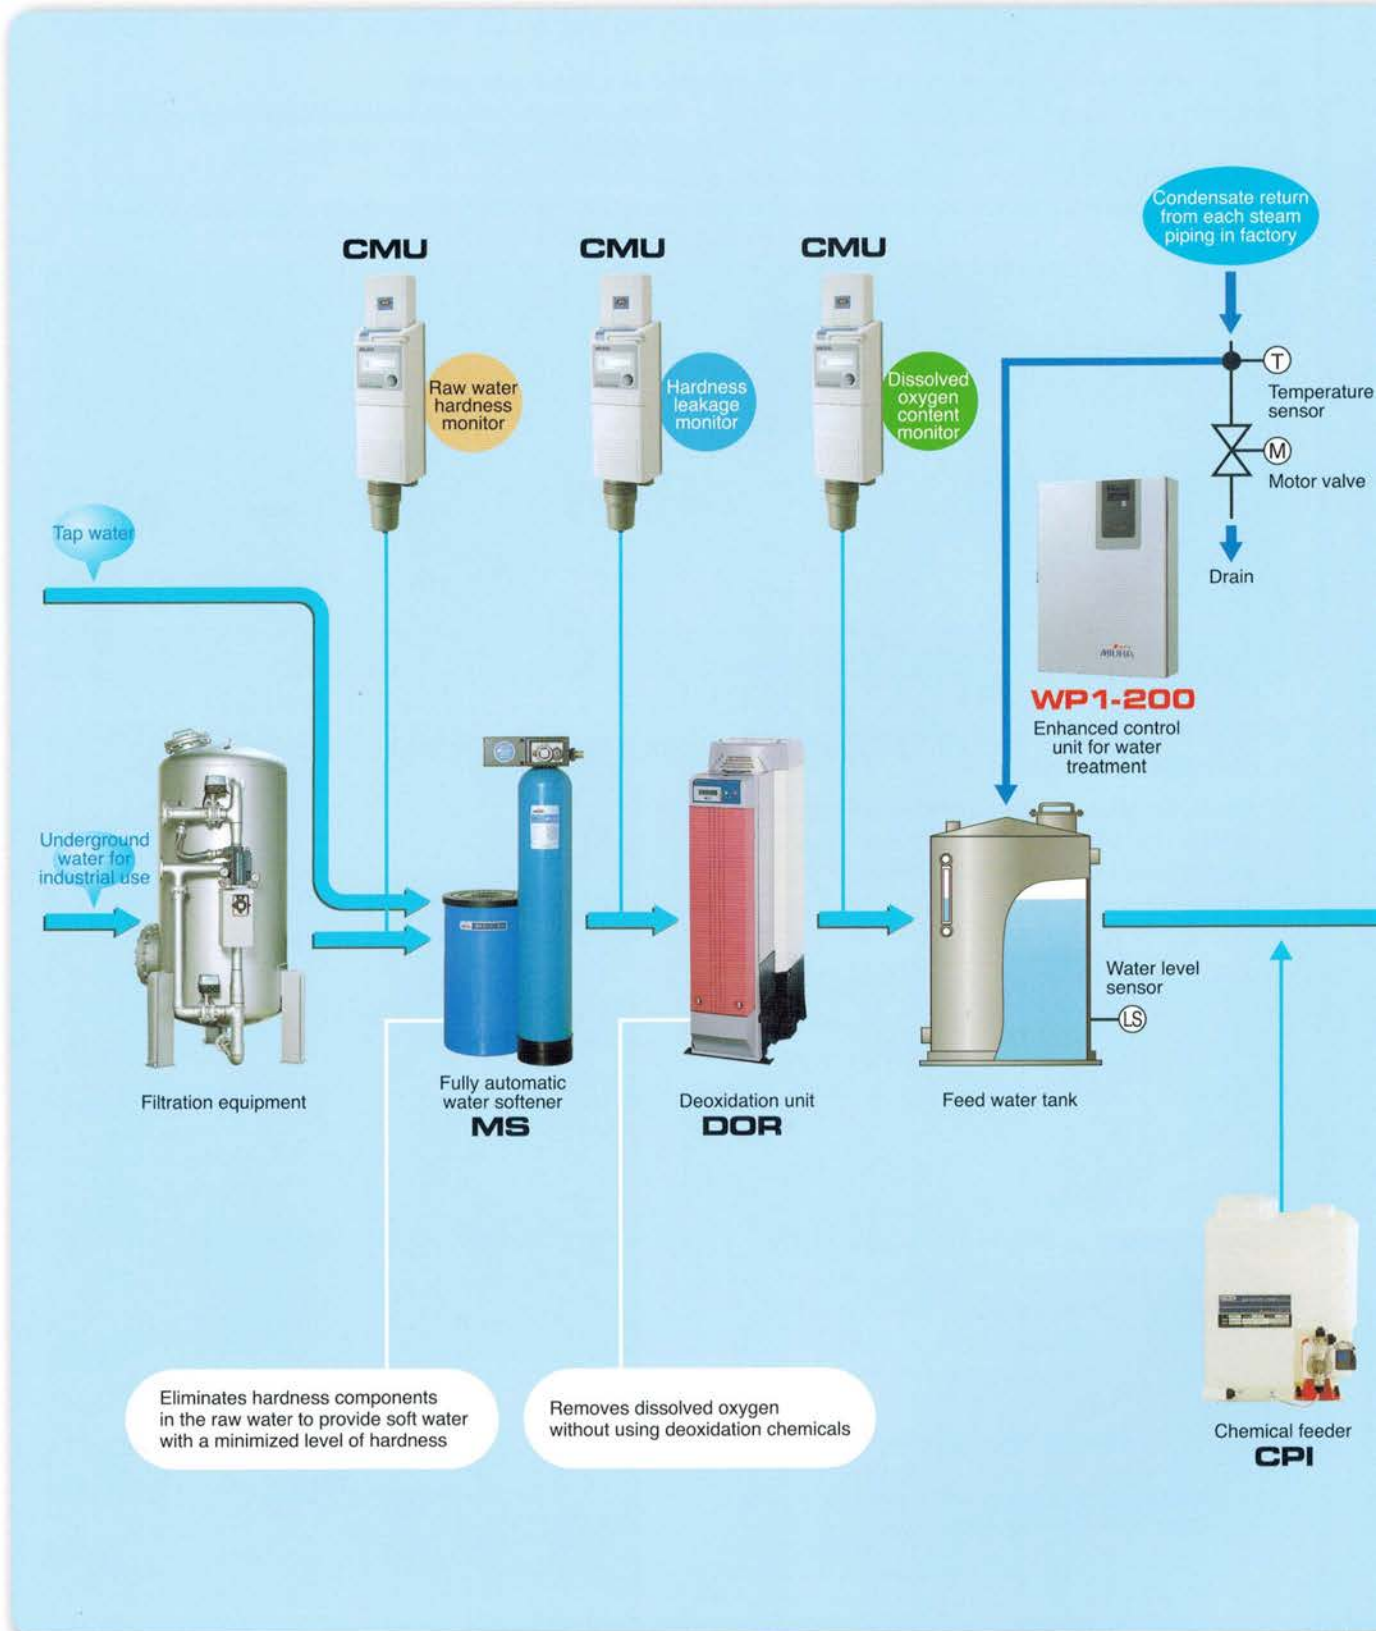 Condensate return
from each steam
piping in factory
CMU
CMU
CMU
T
Temperature
sensor
Raw water
hardness
monitor
Hardness
leakage
monitor
Dissolved
oxygen
content
monitor
M
Motor valve
Tap water
Drain
MIURA
WP1-200
Enhanced control
unit for water
treatment
Underground
water for
industrial use
Water level
sensor
LS
Filtration equipment
Fully automatic
water softener
MS
Deoxidation unit
DOR
Feed water tank
Eliminates hardness components
in the raw water to provide soft water
with a minimized level of hardness
Removes dissolved oxygen
without using deoxidation chemicals
Chemical feeder
CPI